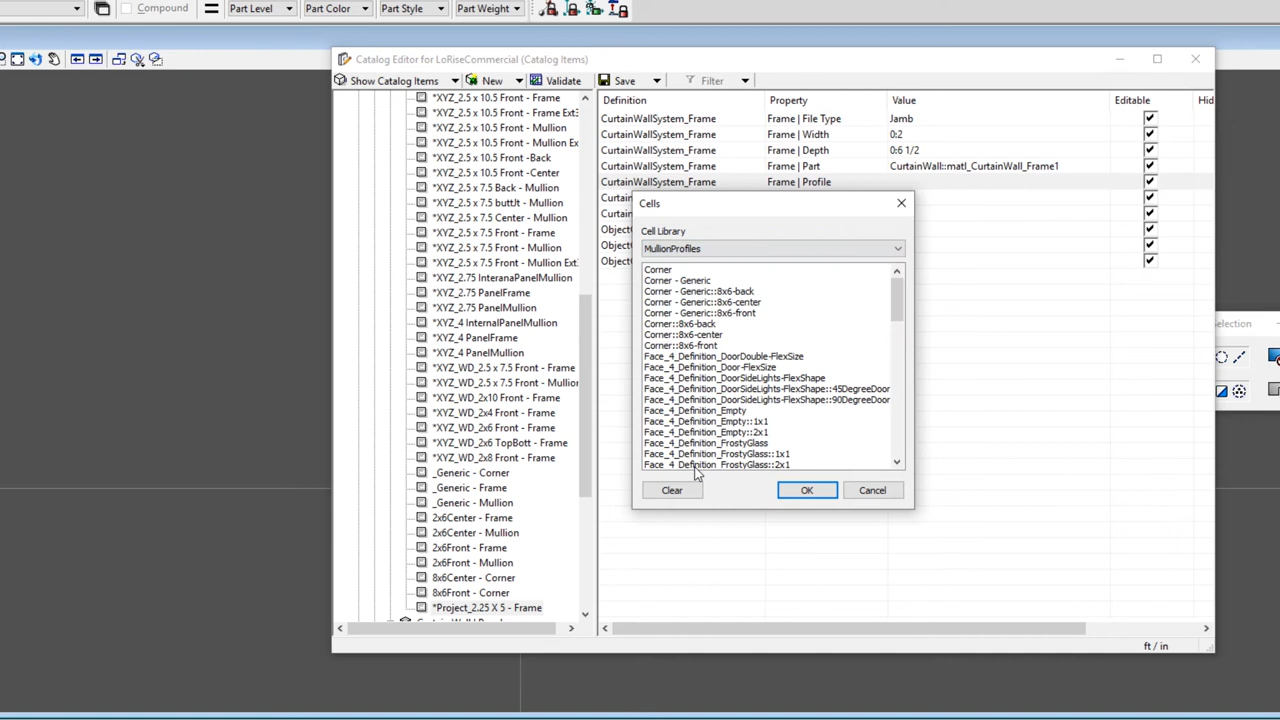 Compound
Part Level
Part Color
Part Style
Part Weight
Catalog Editor for LoRiseCommercial (Catalog Items)
Show Catalog Items
New
Validate
Save
Filter
*XYZ_2.5 x 10.5 Front - Frame
*XYZ_2.5 x 10.5 Front - Frame Ext3
*XYZ_2.5 x 10.5 Front - Mullion
*XYZ_2.5 x 10.5 Front - Mullion Ex
*XYZ_2.5 x 10.5 Front -Back
*XYZ_2.5 x 10.5 Front -Center
*XYZ_2.5 x 7.5 Back - Mullion
*XYZ_2.5 x 7.5 buttJt - Mullion
*XYZ_2.5 x 7.5 Center - Mullion
*XYZ_2.5 x 7.5 Front - Frame
*XYZ_2.5 x 7.5 Front - Mullion
*XYZ_2.5 x 7.5 Front - Mullion Ext3
*XYZ_2.75 InteranaPanelMullion
*XYZ_2.75 PanelFrame
*XYZ_2.75 PanelMullion
*XYZ_4 InternalPanelMullion
*XYZ_4 PanelFrame
*XYZ_4 PanelMullion
*XYZ_WD_2.5 x 7.5 Front - Frame
*XYZ_WD_2.5 x 7.5 Front - Mullion
*XYZ_WD_2x10 Front - Frame
*XYZ_WD_2x4 Front - Frame
*XYZ_WD_2x6 Front - Frame
*XYZ_WD_2x6 TopBott - Frame
*XYZ_WD_2x8 Front - Frame
_Generic - Corner
_Generic - Frame
_Generic - Mullion
2x6Center - Frame
2x6Center - Mullion
2x6Front - Frame
2x6Front - Mullion
8x6Center - Corner
8x6Front - Corner
*Project_2.25 X 5 - Frame
Definition Property Value Editable Hid
CurtainWallSystem_Frame Frame | File Type Jamb
CurtainWallSystem_Frame Frame | Width 0:2
CurtainWallSystem_Frame Frame | Depth 0:6 1/2
CurtainWallSystem_Frame Frame | Part CurtainWall::matl_CurtainWall_Frame1
CurtainWallSystem_Frame Frame | Profile
Cells
Cell Library
MullionProfiles
Corner
Corner - Generic
Corner - Generic::8x6-back
Corner - Generic::8x6-center
Corner - Generic::8x6-front
Corner::8x6-back
Corner::8x6-center
Corner::8x6-front
Face_4_Definition_DoorDouble-FlexSize
Face_4_Definition_Door-FlexSize
Face_4_Definition_DoorSideLights-FlexShape
Face_4_Definition_DoorSideLights-FlexShape::45DegreeDoor
Face_4_Definition_DoorSideLights-FlexShape::90DegreeDoor
Face_4_Definition_Empty
Face_4_Definition_Empty::1x1
Face_4_Definition_Empty::2x1
Face_4_Definition_FrostyGlass
Face_4_Definition_FrostyGlass::1x1
Face_4_Definition_FrostyGlass::2x1
Clear
OK
Cancel
ft / in